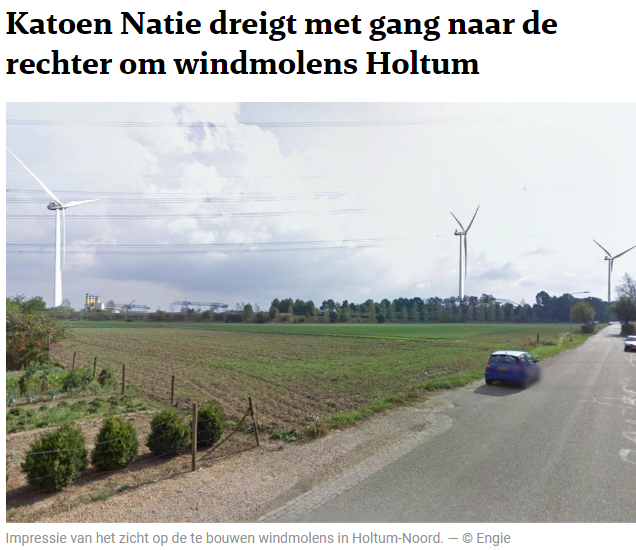 Katoen Natie dreigt met gang naar de
rechter om windmolens Holtum
Impressie van het zicht op de te bouwen windmolens in Holtum-Noord. — © Engie